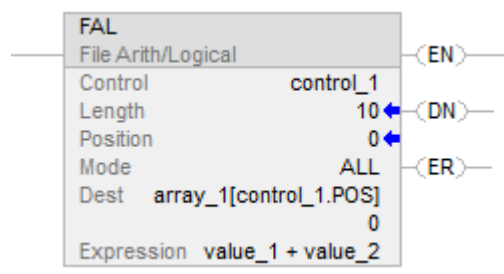 FAL
File Arith/Logical
EN
Control control_1
Length 10
DN
Position 0
Mode ALL
ER
Dest array_1[control_1.POS]
0
Expression value_1 + value_2